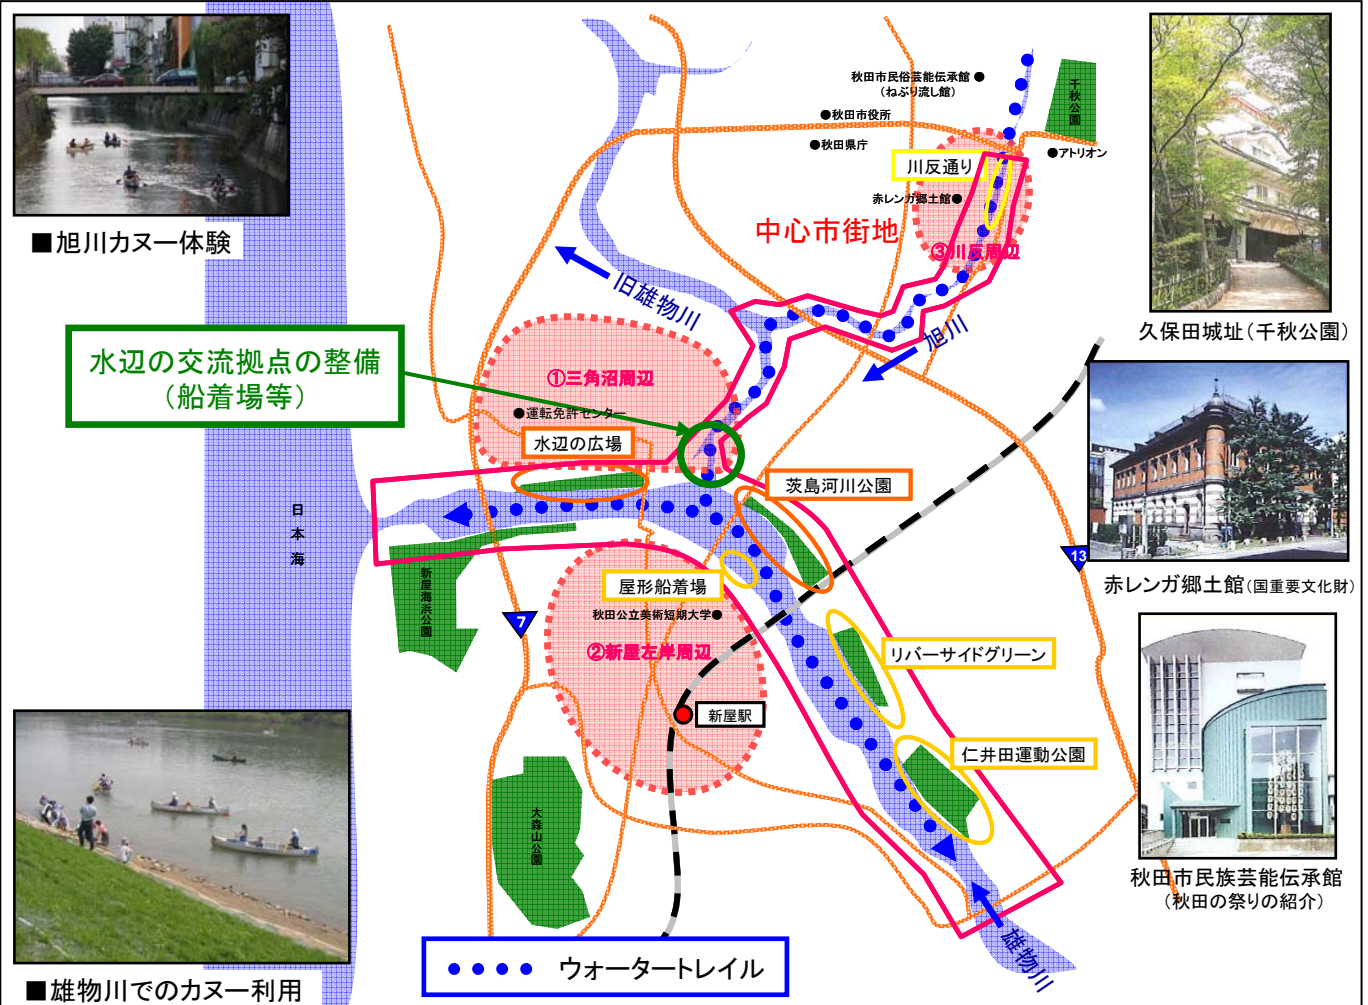 ■旭川カヌー体験
水辺の交流拠点の整備
（船着場等）
日本海
■雄物川でのカヌー利用
秋田市民俗芸能伝承館●
（ねぶり流し館）
●秋田市役所
●秋田県庁
千秋公園
●アトリオン
川反通り
赤レンガ郷土館●
中心市街地
③川反周辺
旧雄物川
旭川
①三角沼周辺
●運転免許センター
水辺の広場
茨島河川公園
新屋海浜公園
屋形船着場
秋田公立美術短期大学●
7
13
②新屋左岸周辺
リバーサイドグリーン
新屋駅
仁井田運動公園
大森山公園
雄物川
ウォータートレイル
久保田城址（千秋公園）
赤レンガ郷土館（国重要文化財）
秋田市民族芸能伝承館
（秋田の祭りの紹介）